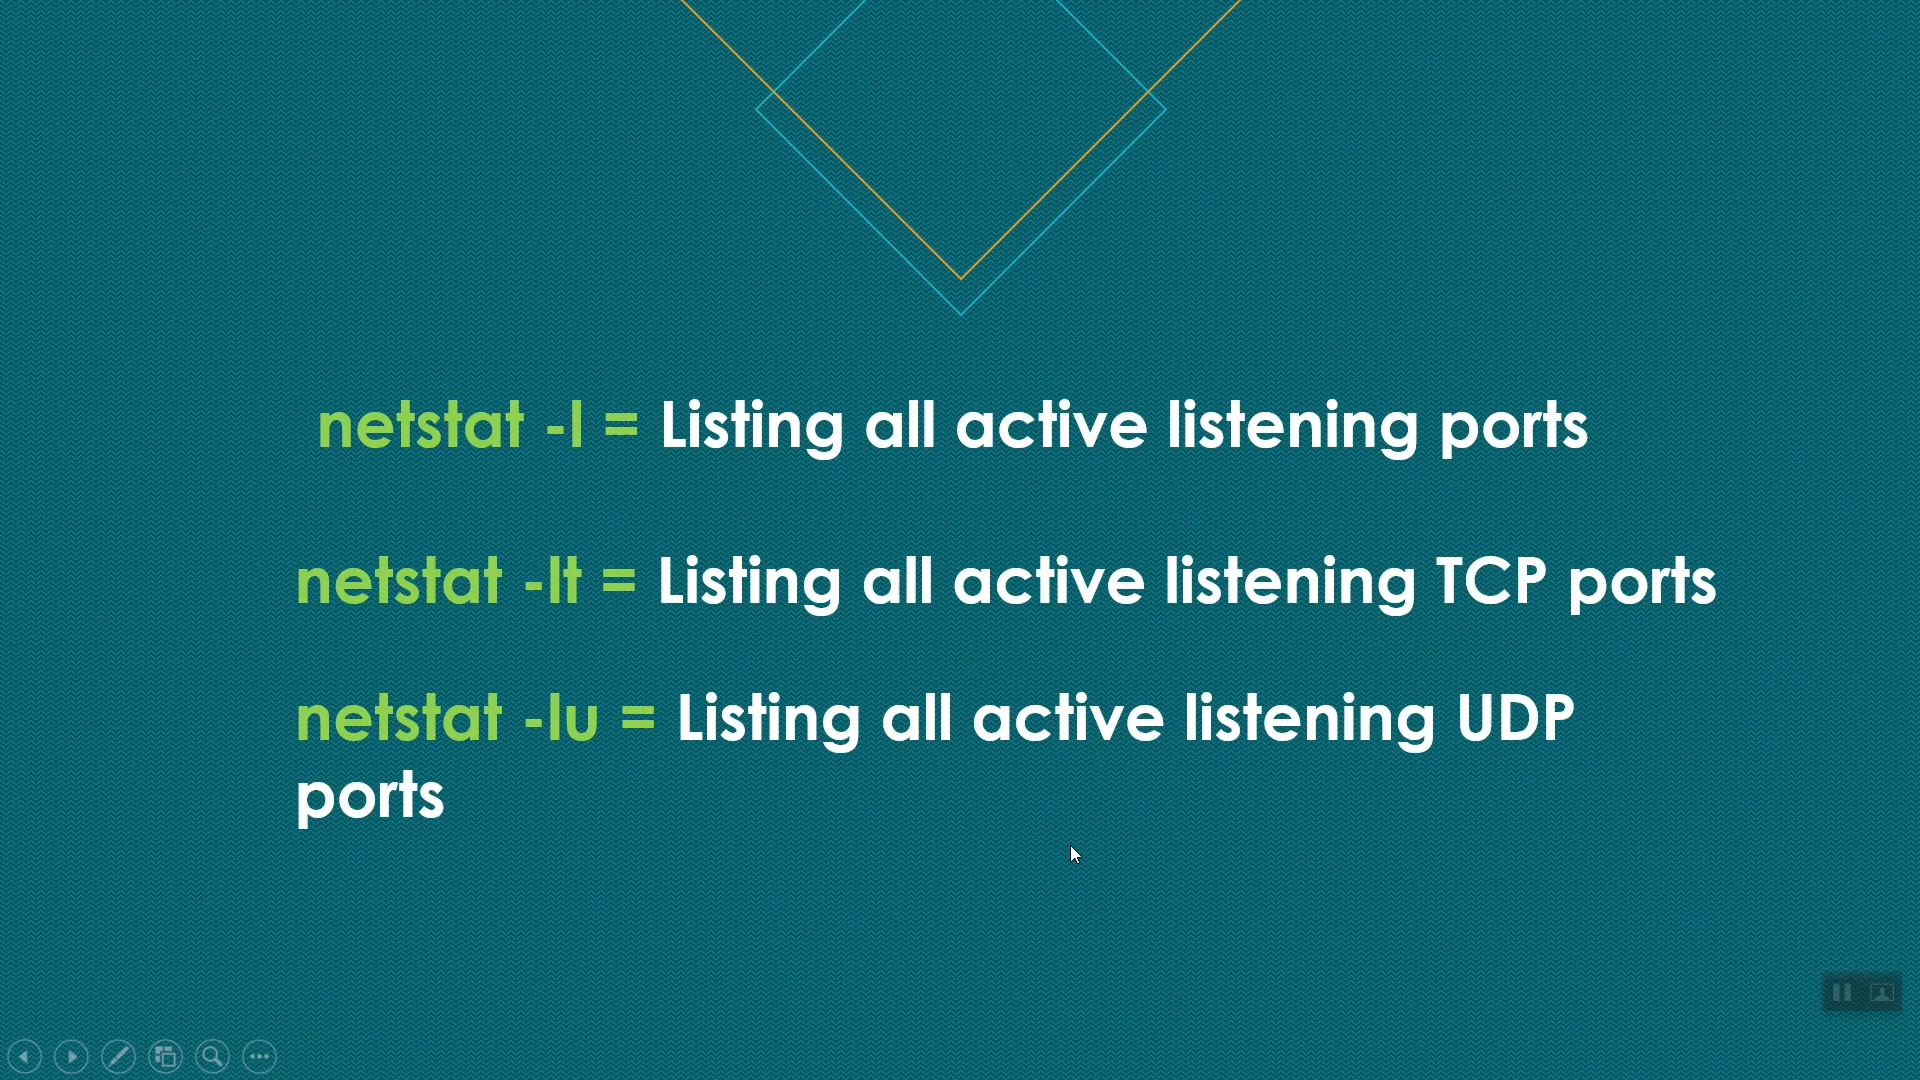 netstat -l = Listing all active listening ports
netstat -lt = Listing all active listening TCP ports
netstat -lu = Listing all active listening UDP
ports